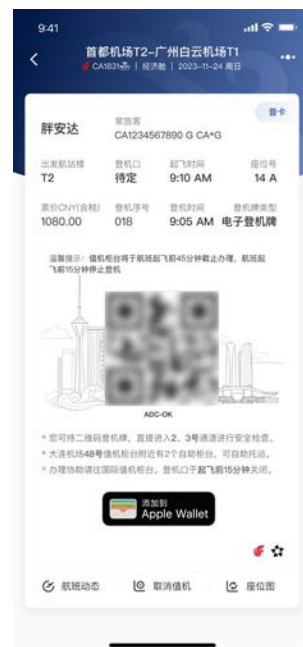 9:41
首都机场T2-广州白云机场T1
CA1831 | 经济舱 | 2023-11-24 周日
普卡
胖安达
常旅客
CA1234567890 G CA*G
出发航站楼 登机口 起飞时间 座位号
T2 待定 9:10 AM 14 A
票价CNY(含税) 登机序号 登机时间 登机牌类型
1080.00 018 9:05 AM 电子登机牌
温馨提示：值机柜台将于航班起飞前45分钟截止办理，航班起
飞前15分钟停止登机
ADC-OK
* 您可持二维码登机牌，直接进入2、3号通道进行安全检查。
* 大连机场48号值机柜台附近有2个自助柜台，可自助托运。
* 办理协助请往国际值机柜台，登机口于起飞前15分钟关闭。
添加到
Apple Wallet
航班动态 取消值机 座位图